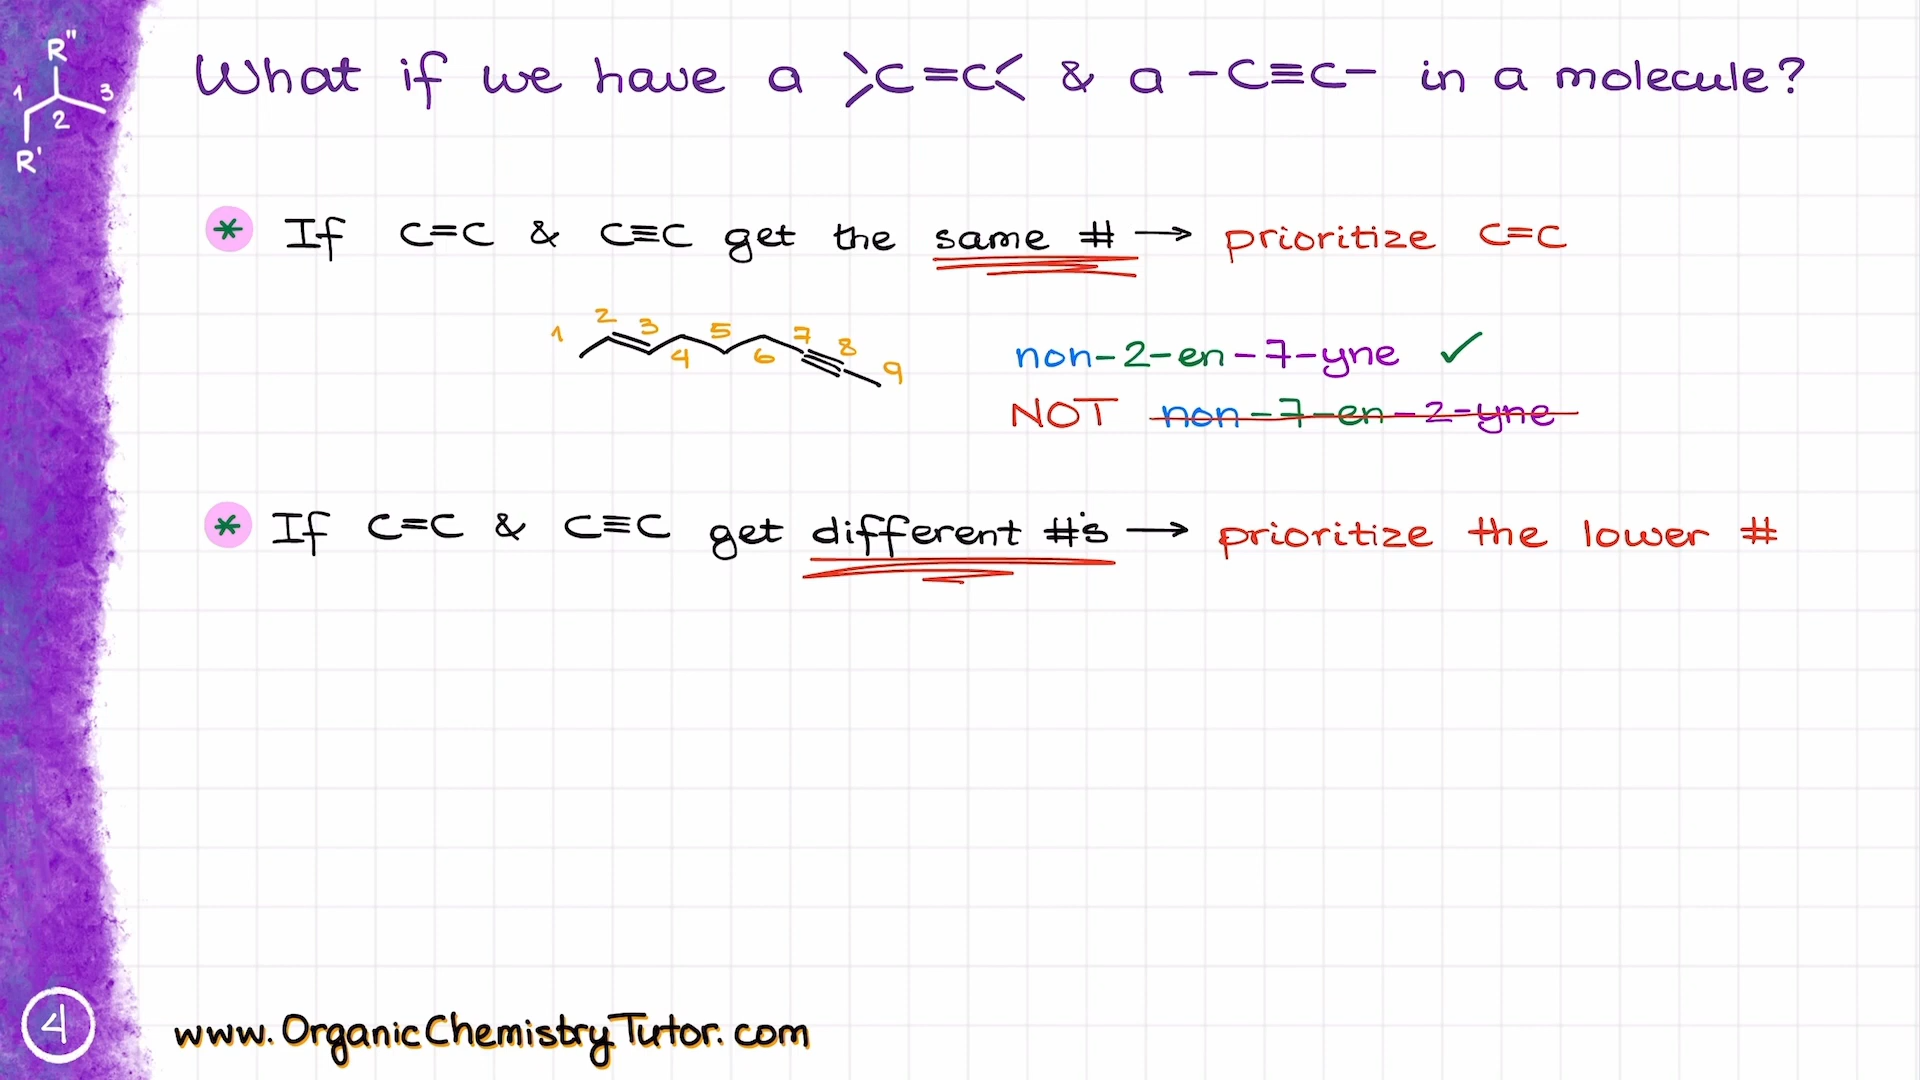 R"
1 3
2
R'
What if we have a >C=C< & a -C≡C- in a molecule?
* If C=C & C≡C get the same # → prioritize C=C
1 2 3 4 5 6 7 8 9
non-2-en-7-yne ✓
NOT non-7-en-2-yne
* If C=C & C≡C get different #'s → prioritize the lower #
4
www.OrganicChemistryTutor.com